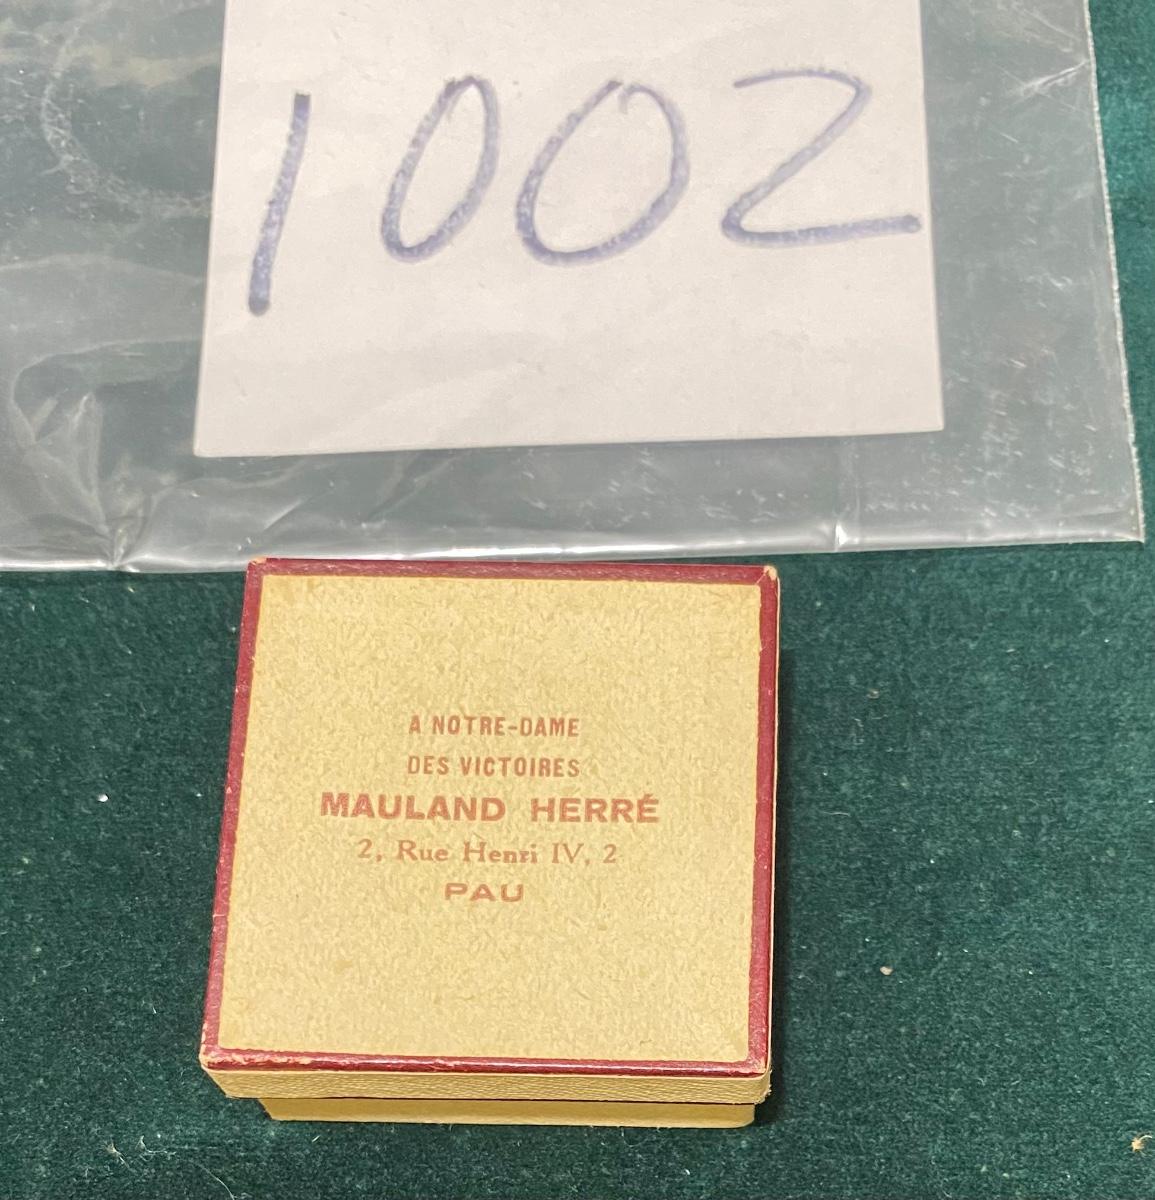 1002
A NOTRE-DAME
DES VICTOIRES
MAULAND HERRÉ
2, Rue Henri IV, 2
PAU